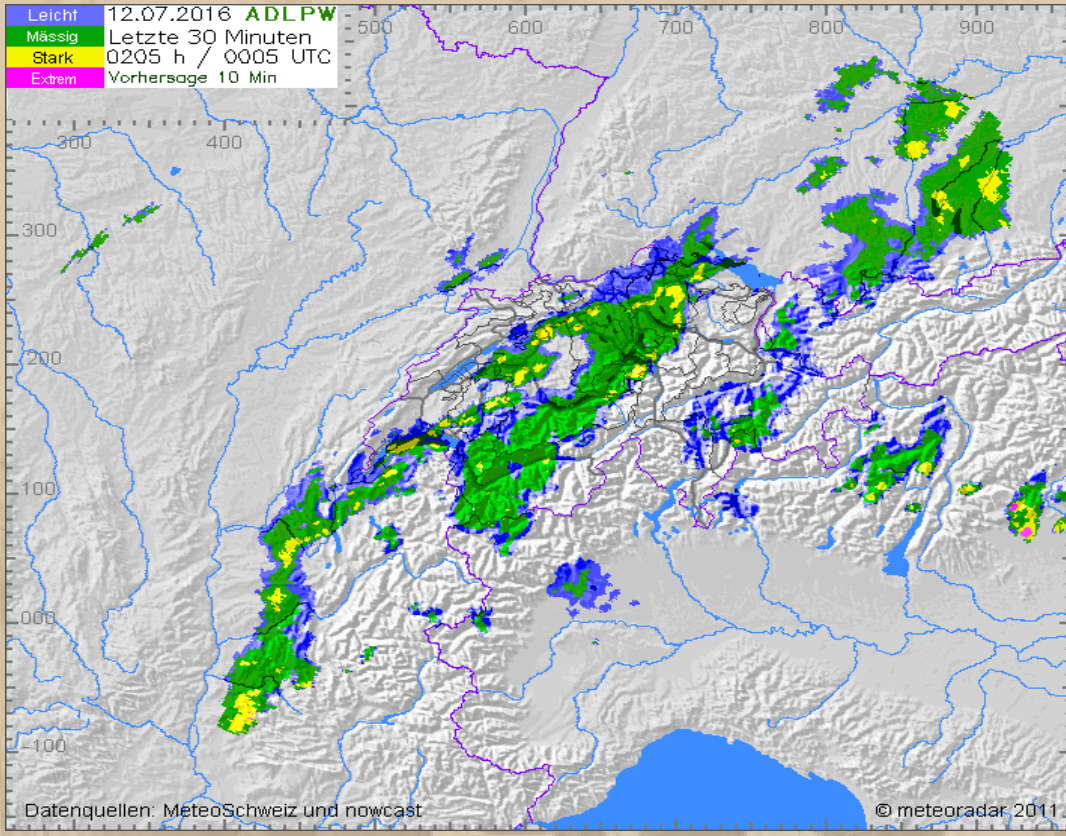 Leicht 12.07.2016 ADLPW
Mässig Letzte 30 Minuten
Stark 0205 h / 0005 UTC
Extrem Vorhersage 10 Min
500 600 700 800 900
300 400
300
200
100
000
-100
Datenquellen: MeteoSchweiz und nowcast
© meteoradar 2011